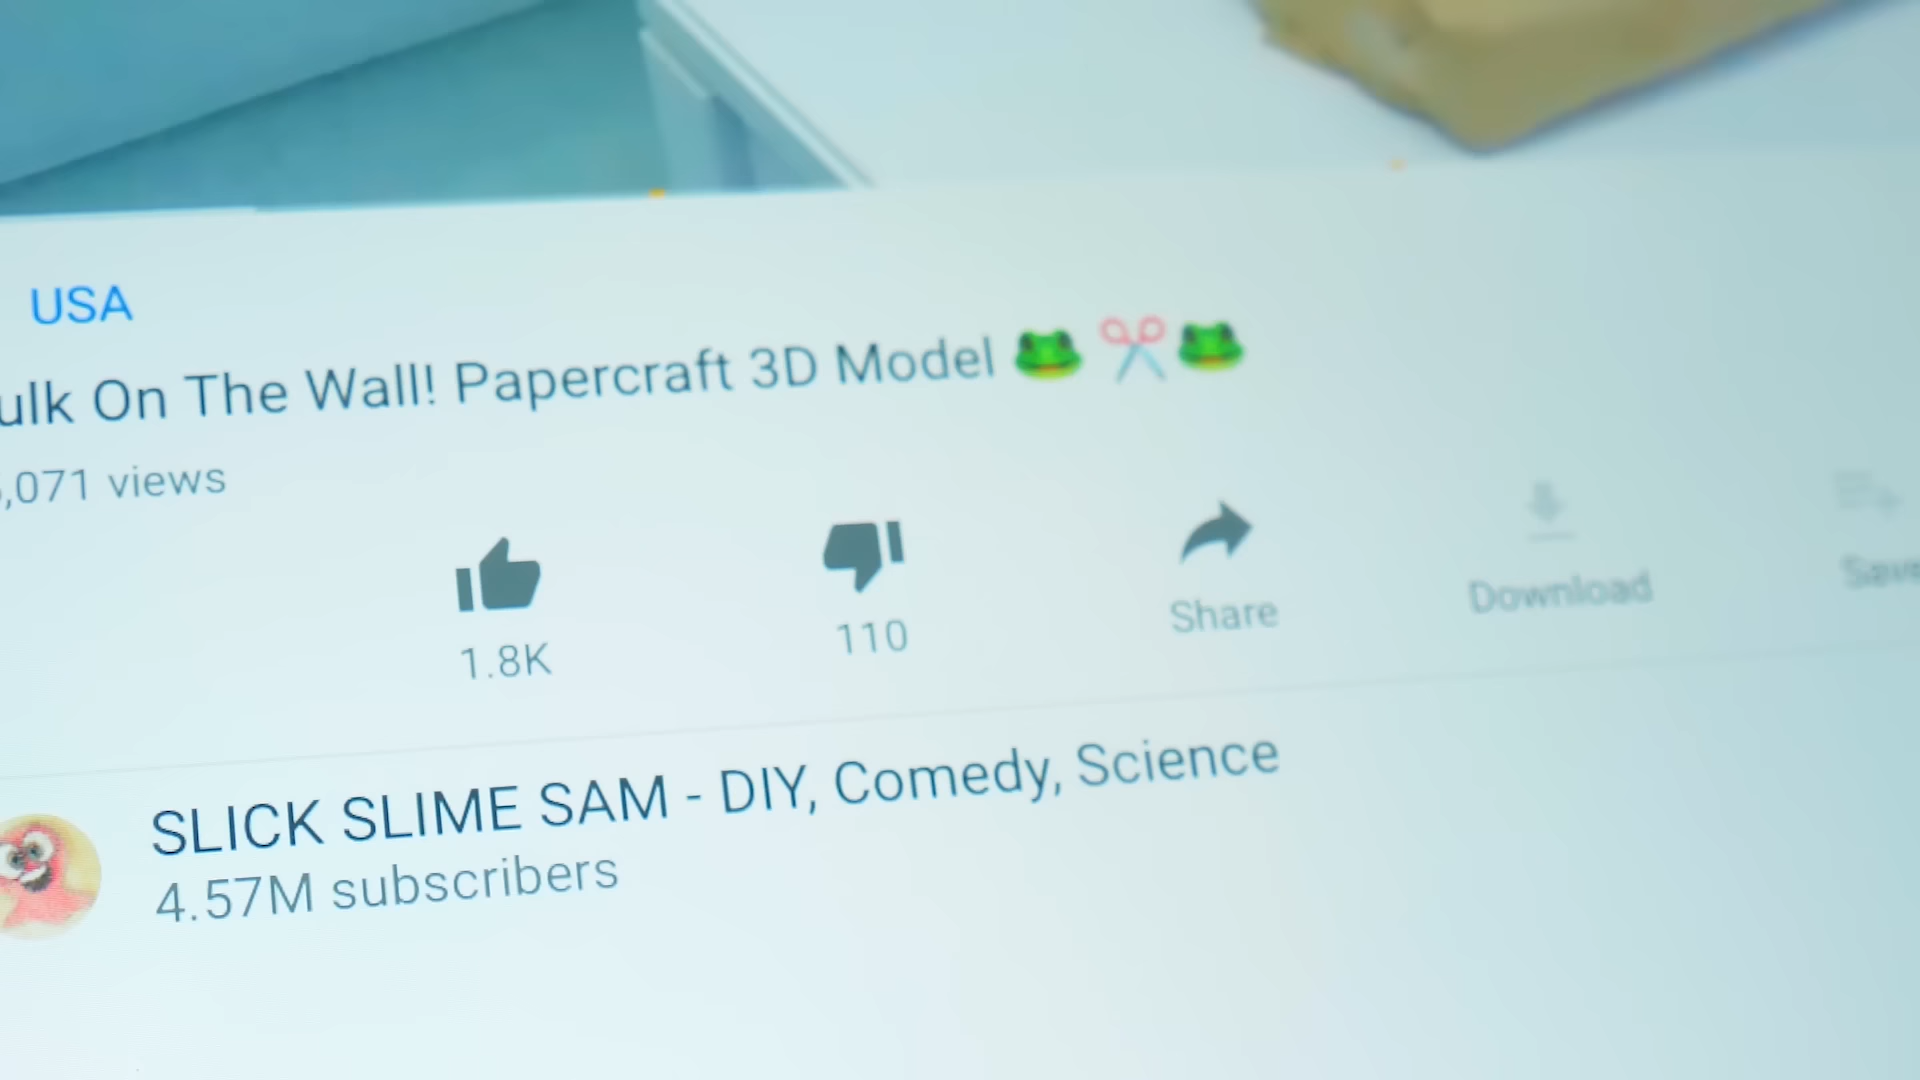 USA
ulk On The Wall! Papercraft 3D Model 🐸 ✂️🐸
,071 views
1.8K
110
Share
Download
Save
SLICK SLIME SAM - DIY, Comedy, Science
4.57M subscribers